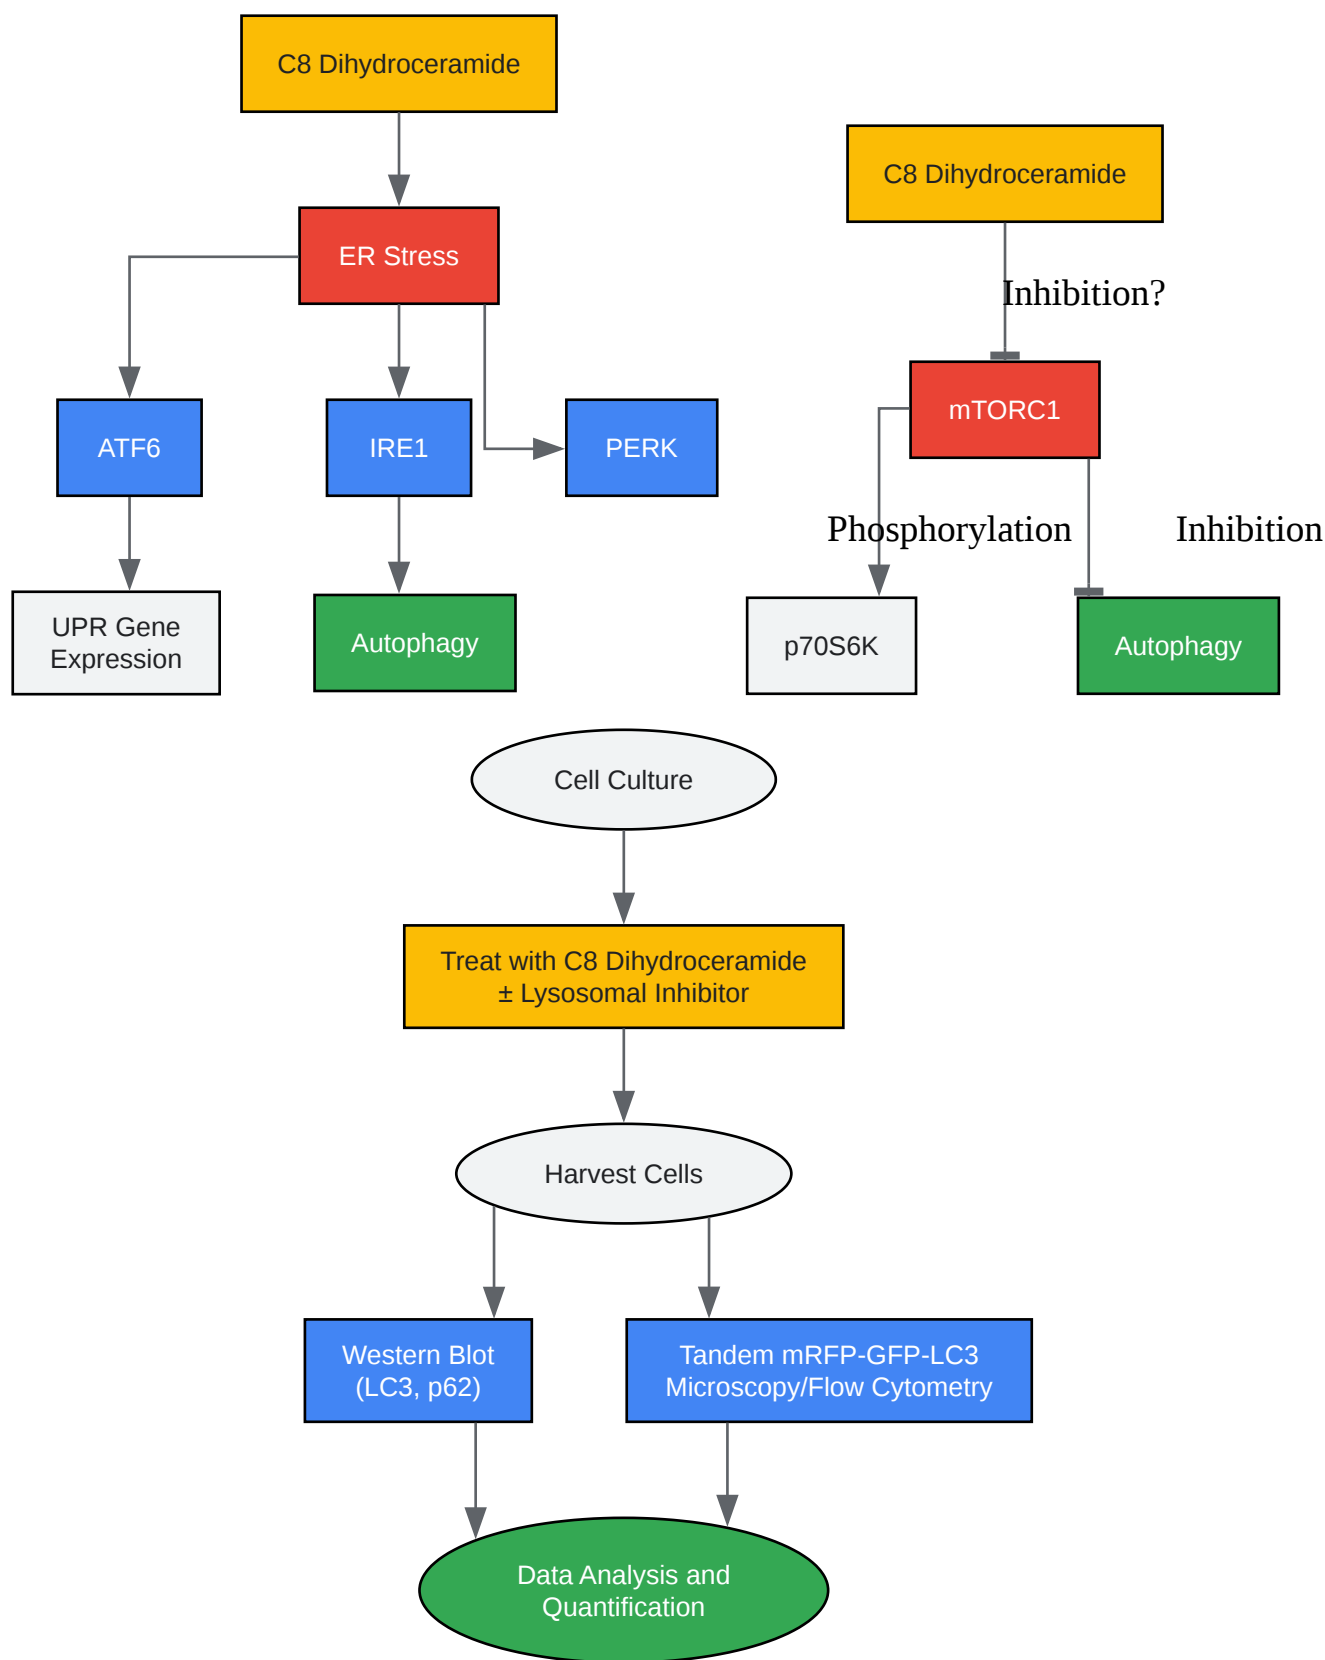 C8 Dihydroceramide
ER Stress
ATF6
IRE1
PERK
UPR Gene
Expression
Autophagy
C8 Dihydroceramide
Inhibition?
mTORC1
Phosphorylation
Inhibition
p70S6K
Autophagy
Cell Culture
Treat with C8 Dihydroceramide
± Lysosomal Inhibitor
Harvest Cells
Western Blot
(LC3, p62)
Tandem mRFP-GFP-LC3
Microscopy/Flow Cytometry
Data Analysis and
Quantification